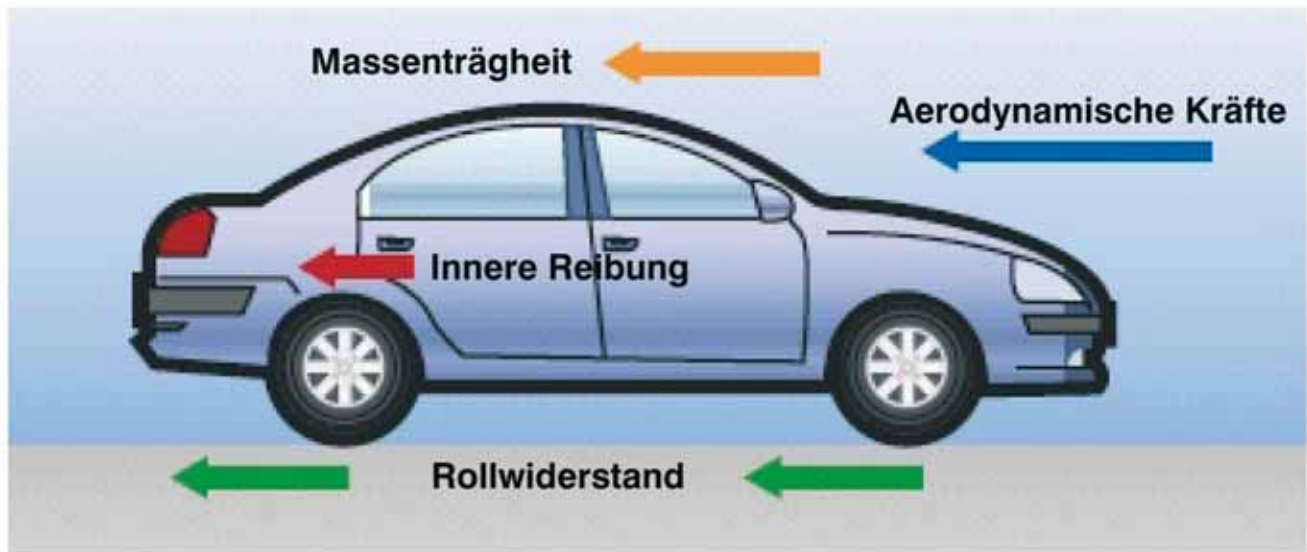 Massenträgheit
Aerodynamische Kräfte
Innere Reibung
Rollwiderstand